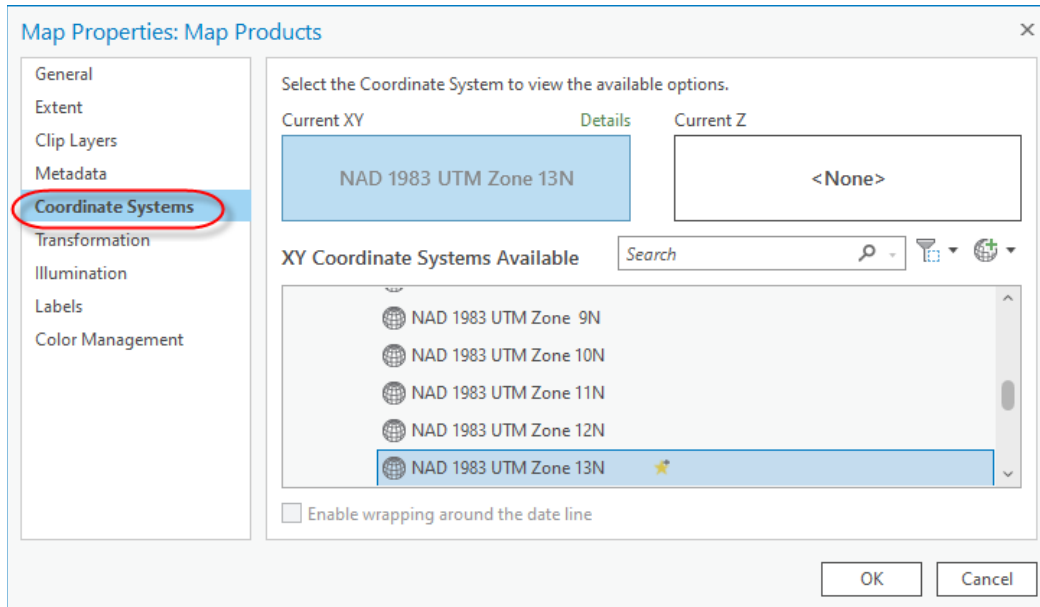 Map Properties: Map Products
General
Extent
Clip Layers
Metadata
Coordinate Systems
Transformation
Illumination
Labels
Color Management
Select the Coordinate System to view the available options.
Current XY
Details
Current Z
NAD 1983 UTM Zone 13N
<None>
XY Coordinate Systems Available
Search
NAD 1983 UTM Zone  9N
NAD 1983 UTM Zone 10N
NAD 1983 UTM Zone 11N
NAD 1983 UTM Zone 12N
NAD 1983 UTM Zone 13N
Enable wrapping around the date line
OK
Cancel